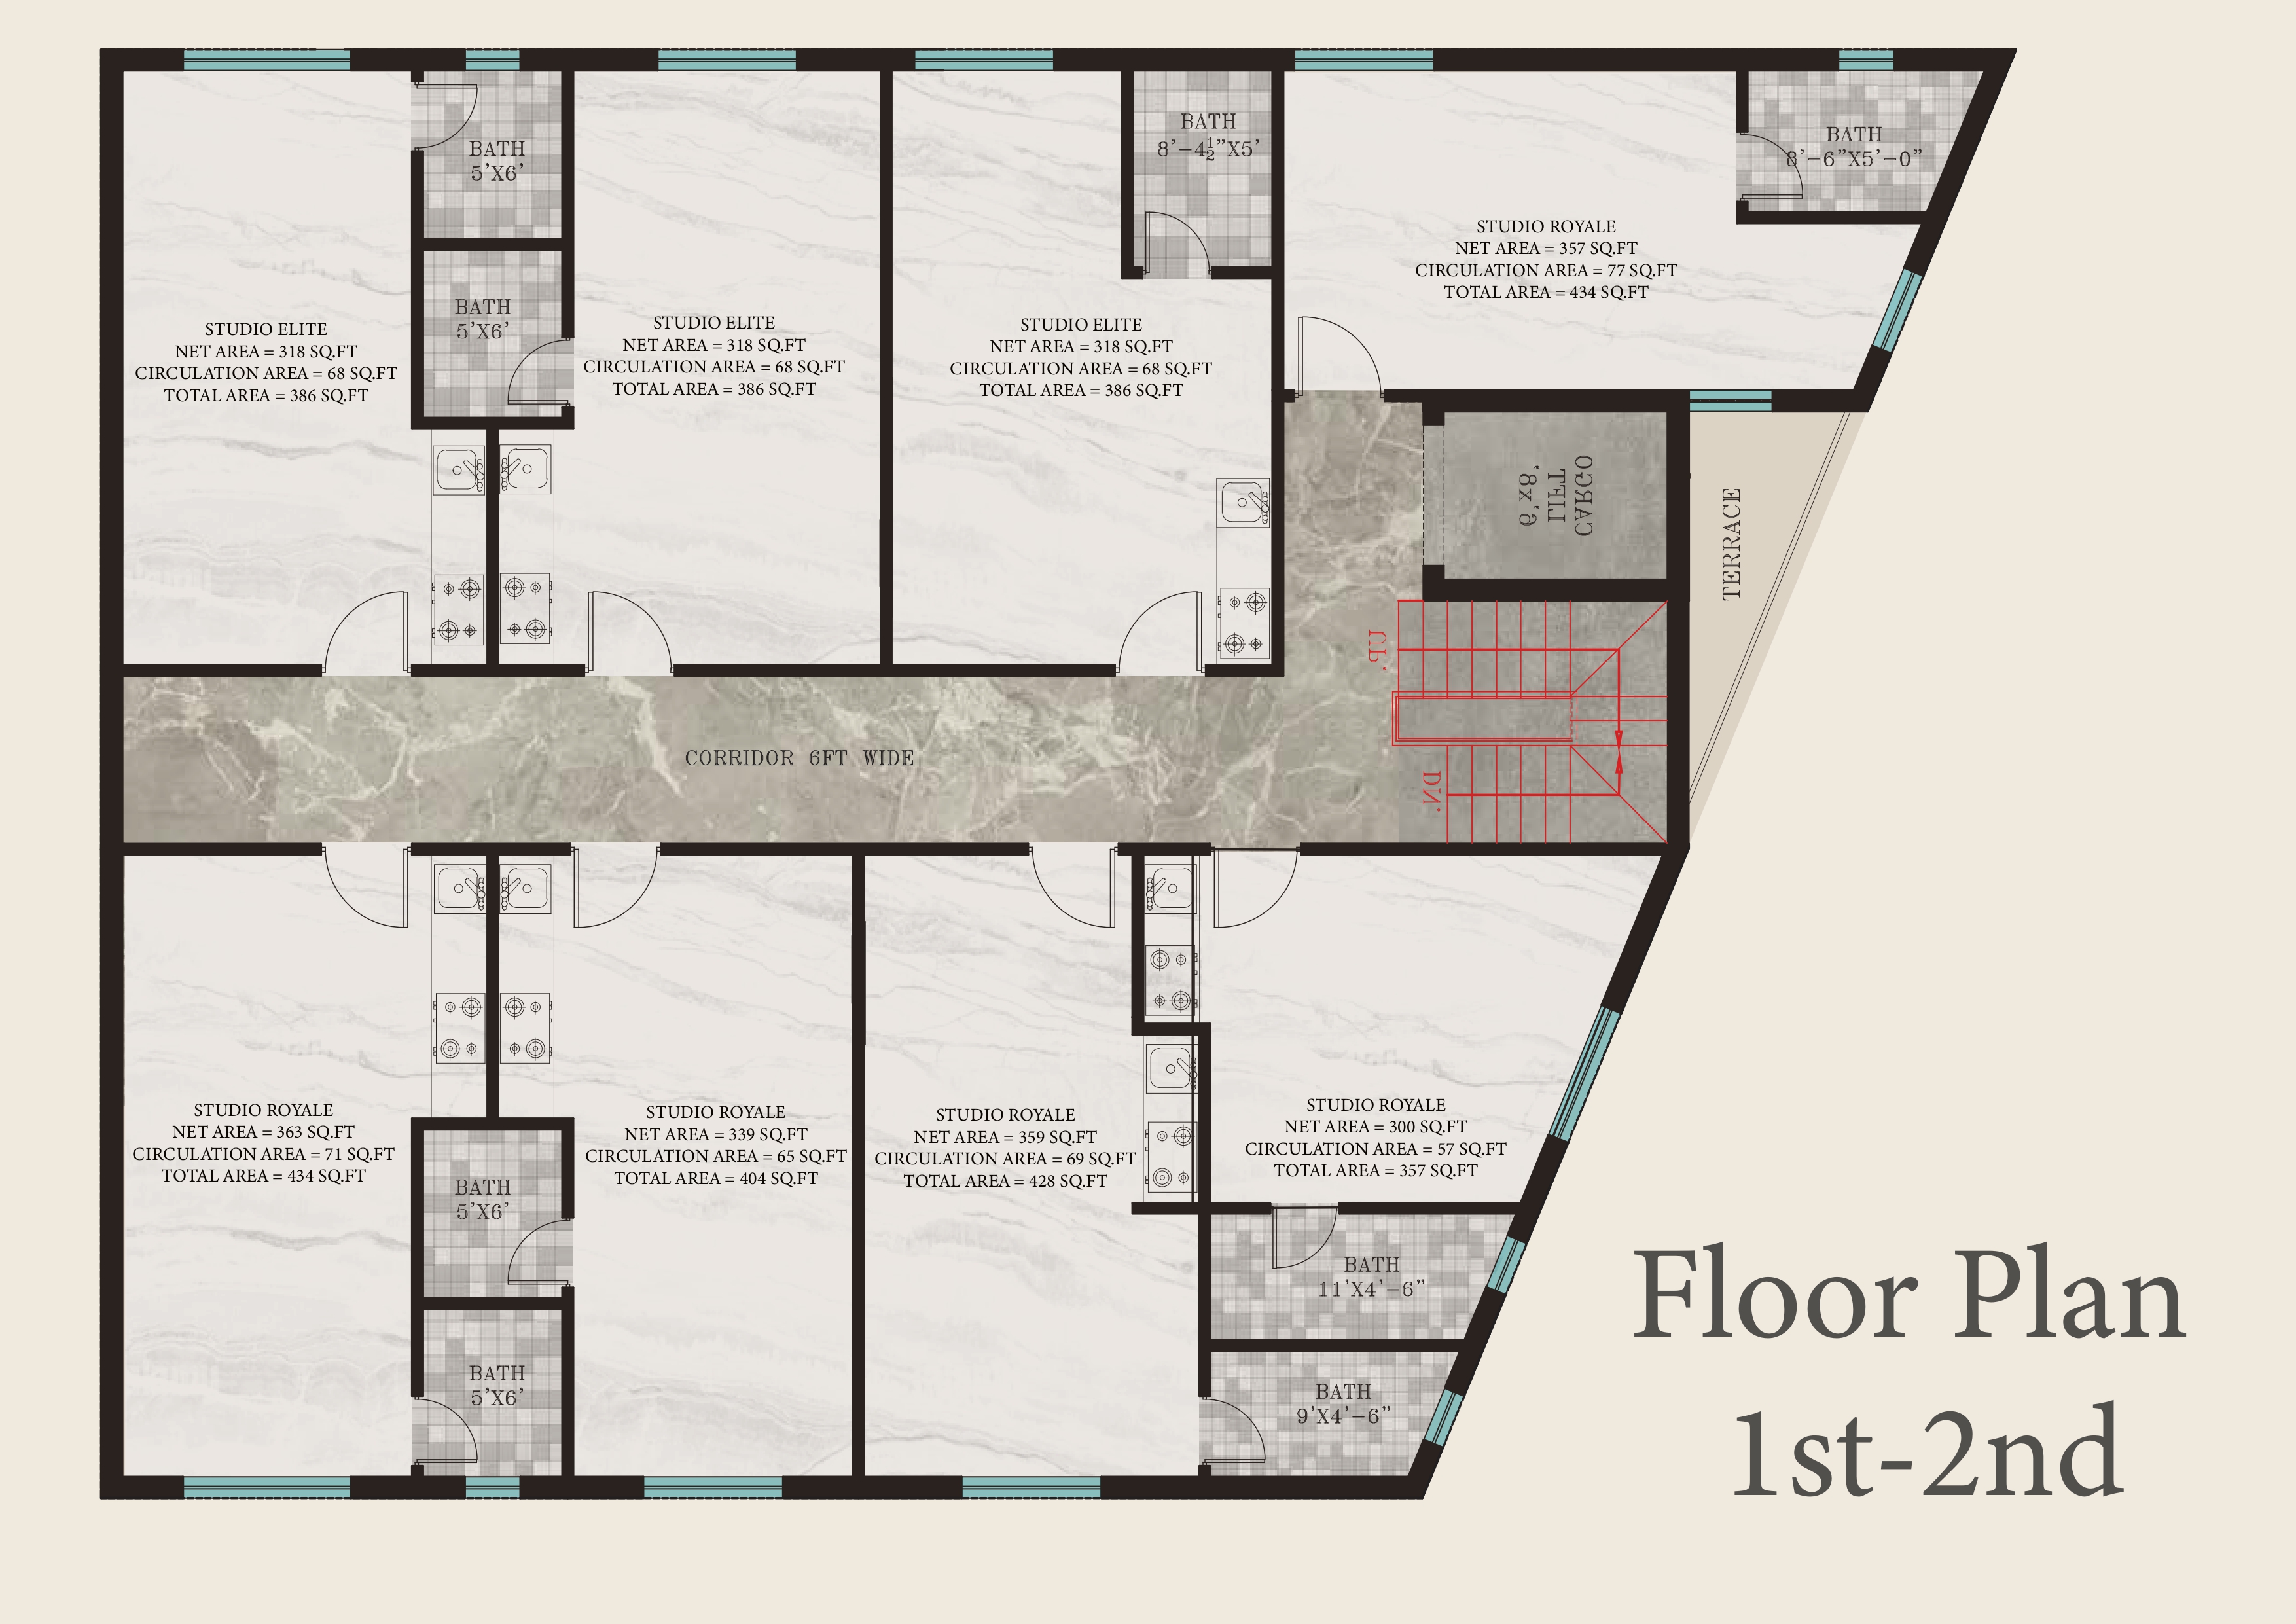 BATH
5'X6'
BATH
5'X6'
STUDIO ELITE
NET AREA = 318 SQ.FT
CIRCULATION AREA = 68 SQ.FT
TOTAL AREA = 386 SQ.FT
STUDIO ELITE
NET AREA = 318 SQ.FT
CIRCULATION AREA = 68 SQ.FT
TOTAL AREA = 386 SQ.FT
BATH
8'-4½"X5'
STUDIO ELITE
NET AREA = 318 SQ.FT
CIRCULATION AREA = 68 SQ.FT
TOTAL AREA = 386 SQ.FT
BATH
8'-6"X5'-0"
STUDIO ROYALE
NET AREA = 357 SQ.FT
CIRCULATION AREA = 77 SQ.FT
TOTAL AREA = 434 SQ.FT
CARGO
LIFT
6'x8'
TERRACE
UP.
DN.
CORRIDOR 6FT WIDE
STUDIO ROYALE
NET AREA = 363 SQ.FT
CIRCULATION AREA = 71 SQ.FT
TOTAL AREA = 434 SQ.FT
BATH
5'X6'
BATH
5'X6'
STUDIO ROYALE
NET AREA = 339 SQ.FT
CIRCULATION AREA = 65 SQ.FT
TOTAL AREA = 404 SQ.FT
STUDIO ROYALE
NET AREA = 359 SQ.FT
CIRCULATION AREA = 69 SQ.FT
TOTAL AREA = 428 SQ.FT
STUDIO ROYALE
NET AREA = 300 SQ.FT
CIRCULATION AREA = 57 SQ.FT
TOTAL AREA = 357 SQ.FT
BATH
11'X4'-6"
BATH
9'X4'-6"
Floor Plan
1st-2nd